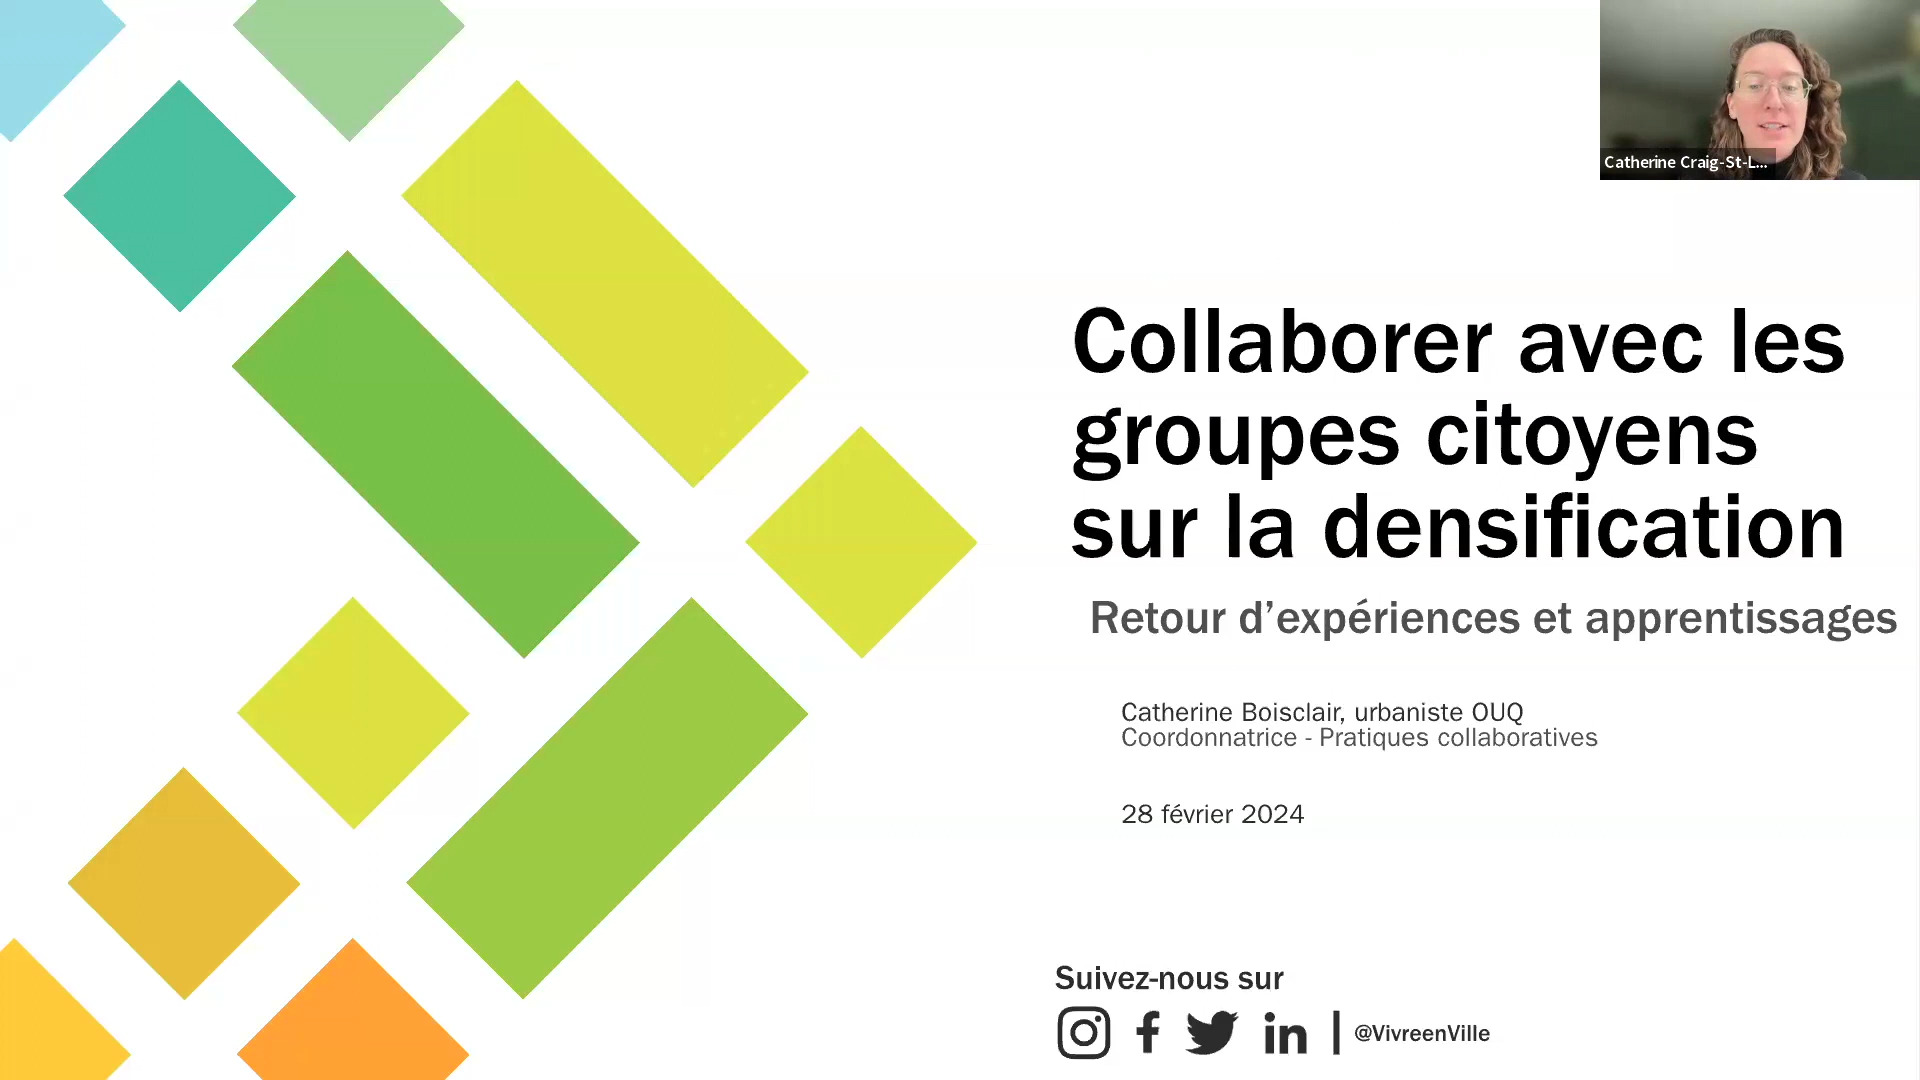 Catherine Craig-St-L...
Collaborer avec les
groupes citoyens
sur la densification
Retour d’expériences et apprentissages
Catherine Boisclair, urbaniste OUQ
Coordonnatrice - Pratiques collaboratives
28 février 2024
Suivez-nous sur
@VivreenVille